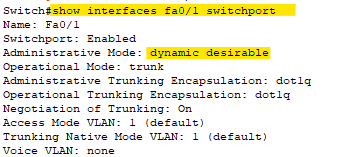 Switch#show interfaces fa0/1 switchport
Name: Fa0/1
Switchport: Enabled
Administrative Mode: dynamic desirable
Operational Mode: trunk
Administrative Trunking Encapsulation: dot1q
Operational Trunking Encapsulation: dot1q
Negotiation of Trunking: On
Access Mode VLAN: 1 (default)
Trunking Native Mode VLAN: 1 (default)
Voice VLAN: none